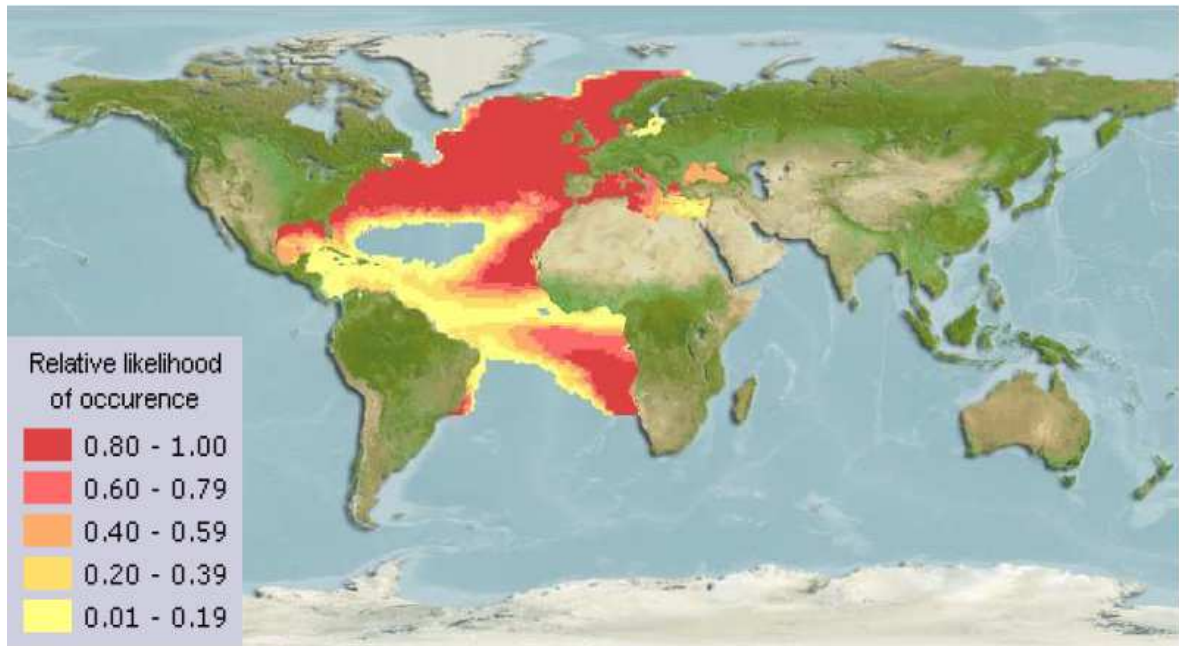 Relative likelihood
of occurence
0.80 - 1.00
0.60 - 0.79
0.40 - 0.59
0.20 - 0.39
0.01 - 0.19